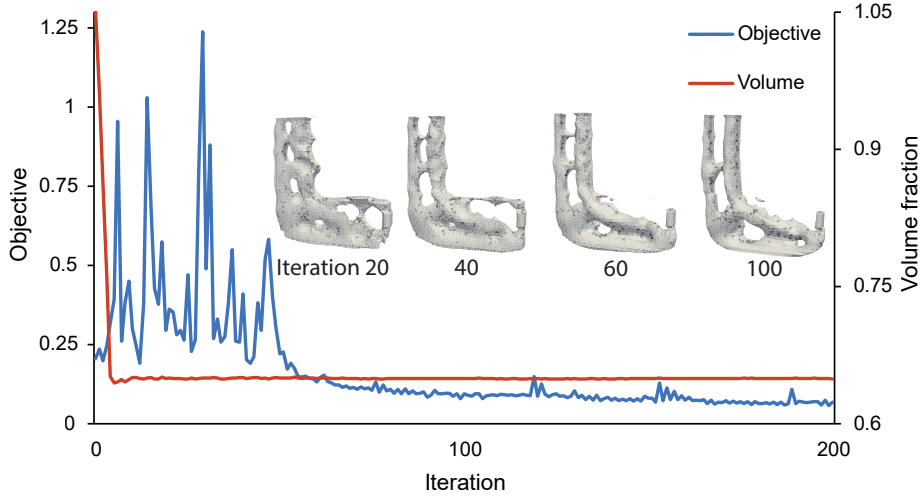 1.25
1
0.75
0.5
0.25
0
Objective
1.05
0.9
0.75
0.6
Volume fraction
Objective
Volume
Iteration 20
40
60
100
0
100
200
Iteration